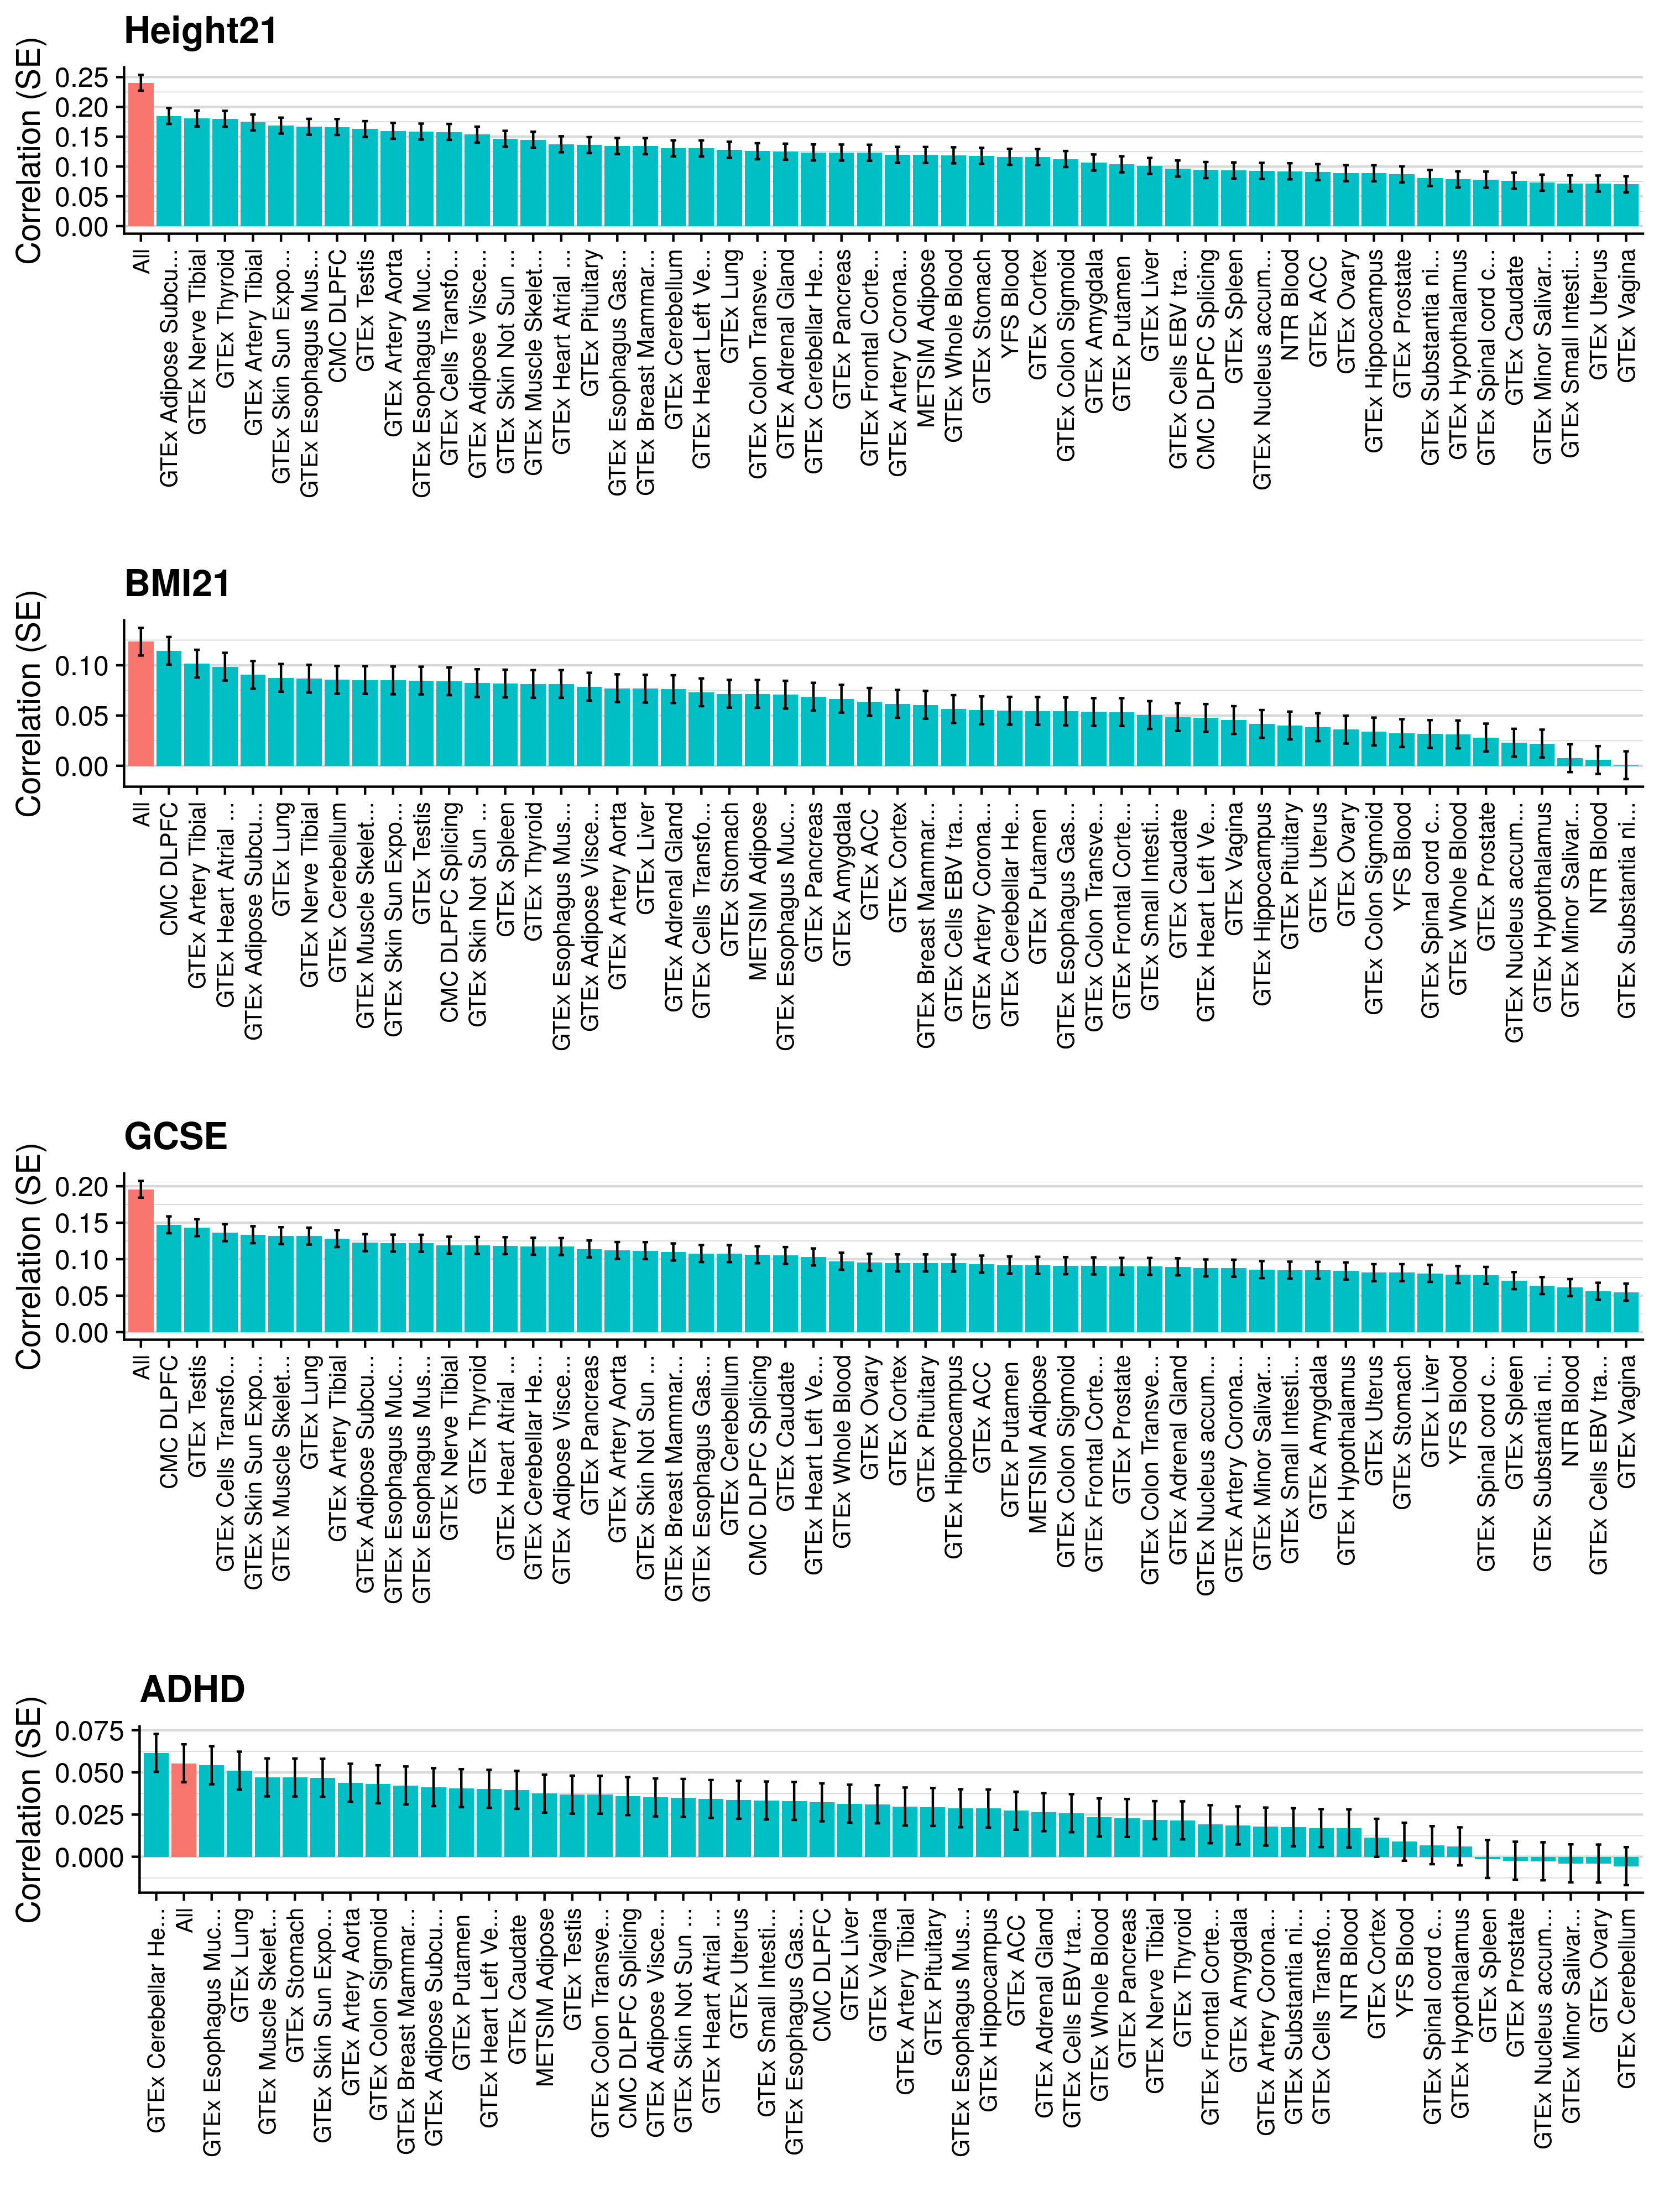 Height21
Correlation (SE)
0.25
0.20
0.15
0.10
0.05
0.00
All
GTEx Adipose Subcu...
GTEx Nerve Tibial
GTEx Thyroid
GTEx Artery Tibial
GTEx Skin Sun Expo...
GTEx Esophagus Mus...
CMC DLPFC
GTEx Testis
GTEx Artery Aorta
GTEx Esophagus Muc...
GTEx Cells Transfo...
GTEx Adipose Visce...
GTEx Skin Not Sun ...
GTEx Muscle Skelet...
GTEx Heart Atrial ...
GTEx Pituitary
GTEx Esophagus Gas...
GTEx Breast Mammar...
GTEx Cerebellum
GTEx Heart Left Ve...
GTEx Lung
GTEx Colon Transve...
GTEx Adrenal Gland
GTEx Cerebellar He...
GTEx Pancreas
GTEx Frontal Corte...
GTEx Artery Corona...
METSIM Adipose
GTEx Whole Blood
GTEx Stomach
YFS Blood
GTEx Cortex
GTEx Colon Sigmoid
GTEx Amygdala
GTEx Putamen
GTEx Liver
GTEx Cells EBV tra...
CMC DLPFC Splicing
GTEx Spleen
GTEx Nucleus accum...
NTR Blood
GTEx ACC
GTEx Ovary
GTEx Hippocampus
GTEx Prostate
GTEx Substantia ni...
GTEx Hypothalamus
GTEx Spinal cord c...
GTEx Caudate
GTEx Minor Salivar...
GTEx Small Intesti...
GTEx Uterus
GTEx Vagina
BMI21
Correlation (SE)
0.10
0.05
0.00
All
CMC DLPFC
GTEx Artery Tibial
GTEx Heart Atrial ...
GTEx Adipose Subcu...
GTEx Lung
GTEx Nerve Tibial
GTEx Cerebellum
GTEx Muscle Skelet...
GTEx Skin Sun Expo...
GTEx Testis
CMC DLPFC Splicing
GTEx Skin Not Sun ...
GTEx Spleen
GTEx Thyroid
GTEx Esophagus Mus...
GTEx Adipose Visce...
GTEx Artery Aorta
GTEx Liver
GTEx Adrenal Gland
GTEx Cells Transfo...
GTEx Stomach
METSIM Adipose
GTEx Esophagus Muc...
GTEx Pancreas
GTEx Amygdala
GTEx ACC
GTEx Cortex
GTEx Breast Mammar...
GTEx Cells EBV tra...
GTEx Artery Corona...
GTEx Cerebellar He...
GTEx Putamen
GTEx Esophagus Gas...
GTEx Colon Transve...
GTEx Frontal Corte...
GTEx Small Intesti...
GTEx Caudate
GTEx Heart Left Ve...
GTEx Vagina
GTEx Hippocampus
GTEx Pituitary
GTEx Uterus
GTEx Ovary
GTEx Colon Sigmoid
YFS Blood
GTEx Spinal cord c...
GTEx Whole Blood
GTEx Prostate
GTEx Nucleus accum...
GTEx Hypothalamus
GTEx Minor Salivar...
NTR Blood
GTEx Substantia ni...
GCSE
Correlation (SE)
0.20
0.15
0.10
0.05
0.00
All
CMC DLPFC
GTEx Testis
GTEx Cells Transfo...
GTEx Skin Sun Expo...
GTEx Muscle Skelet...
GTEx Lung
GTEx Artery Tibial
GTEx Adipose Subcu...
GTEx Esophagus Muc...
GTEx Esophagus Mus...
GTEx Nerve Tibial
GTEx Thyroid
GTEx Heart Atrial ...
GTEx Cerebellar He...
GTEx Adipose Visce...
GTEx Pancreas
GTEx Artery Aorta
GTEx Skin Not Sun ...
GTEx Breast Mammar...
GTEx Esophagus Gas...
GTEx Cerebellum
CMC DLPFC Splicing
GTEx Caudate
GTEx Heart Left Ve...
GTEx Whole Blood
GTEx Ovary
GTEx Cortex
GTEx Pituitary
GTEx Hippocampus
GTEx ACC
GTEx Putamen
METSIM Adipose
GTEx Colon Sigmoid
GTEx Frontal Corte...
GTEx Prostate
GTEx Colon Transve...
GTEx Adrenal Gland
GTEx Nucleus accum...
GTEx Artery Corona...
GTEx Minor Salivar...
GTEx Small Intesti...
GTEx Amygdala
GTEx Hypothalamus
GTEx Uterus
GTEx Stomach
GTEx Liver
YFS Blood
GTEx Spinal cord c...
GTEx Spleen
GTEx Substantia ni...
NTR Blood
GTEx Cells EBV tra...
GTEx Vagina
ADHD
Correlation (SE)
0.075
0.050
0.025
0.000
GTEx Cerebellar He...
All
GTEx Esophagus Muc...
GTEx Lung
GTEx Muscle Skelet...
GTEx Stomach
GTEx Skin Sun Expo...
GTEx Artery Aorta
GTEx Colon Sigmoid
GTEx Breast Mammar...
GTEx Adipose Subcu...
GTEx Putamen
GTEx Heart Left Ve...
GTEx Caudate
METSIM Adipose
GTEx Testis
GTEx Colon Transve...
CMC DLPFC Splicing
GTEx Adipose Visce...
GTEx Skin Not Sun ...
GTEx Heart Atrial ...
GTEx Uterus
GTEx Small Intesti...
GTEx Esophagus Gas...
CMC DLPFC
GTEx Liver
GTEx Vagina
GTEx Artery Tibial
GTEx Pituitary
GTEx Esophagus Mus...
GTEx Hippocampus
GTEx ACC
GTEx Adrenal Gland
GTEx Cells EBV tra...
GTEx Whole Blood
GTEx Pancreas
GTEx Nerve Tibial
GTEx Thyroid
GTEx Frontal Corte...
GTEx Amygdala
GTEx Artery Corona...
GTEx Substantia ni...
GTEx Cells Transfo...
NTR Blood
GTEx Cortex
YFS Blood
GTEx Spinal cord c...
GTEx Hypothalamus
GTEx Spleen
GTEx Prostate
GTEx Nucleus accum...
GTEx Minor Salivar...
GTEx Ovary
GTEx Cerebellum